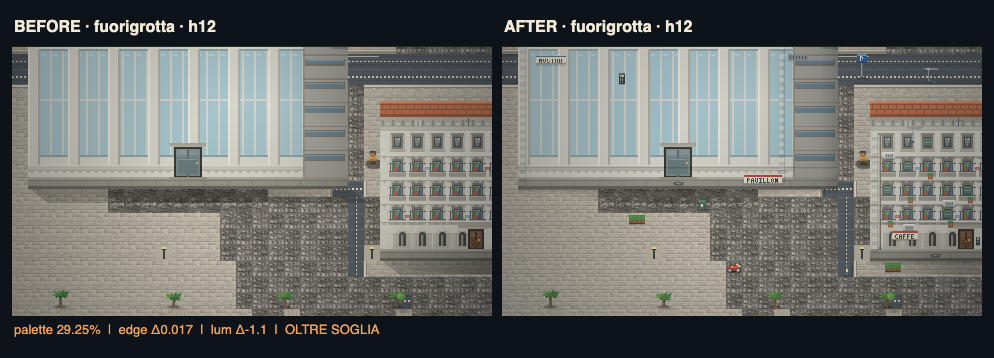 BEFORE · fuorigrotta · h12
AFTER · fuorigrotta · h12
P
PAVILLON
CAFFE
palette 29.25% | edge Δ0.017 | lum Δ-1.1 | OLTRE SOGLIA